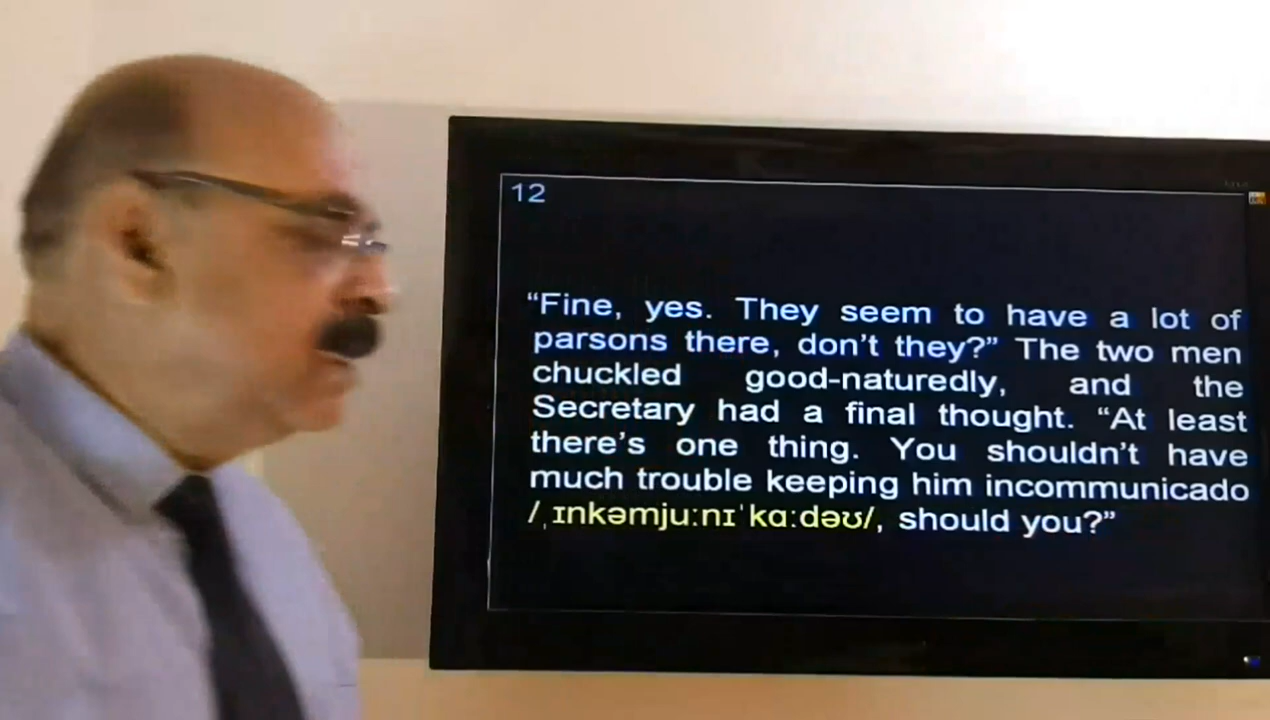 12
“Fine, yes. They seem to have a lot of
parsons there, don’t they?” The two men
chuckled good-naturedly, and the
Secretary had a final thought. “At least
there’s one thing. You shouldn’t have
much trouble keeping him incommunicado
/ˌɪnkəmjuːnɪˈkɑːdəʊ/, should you?”